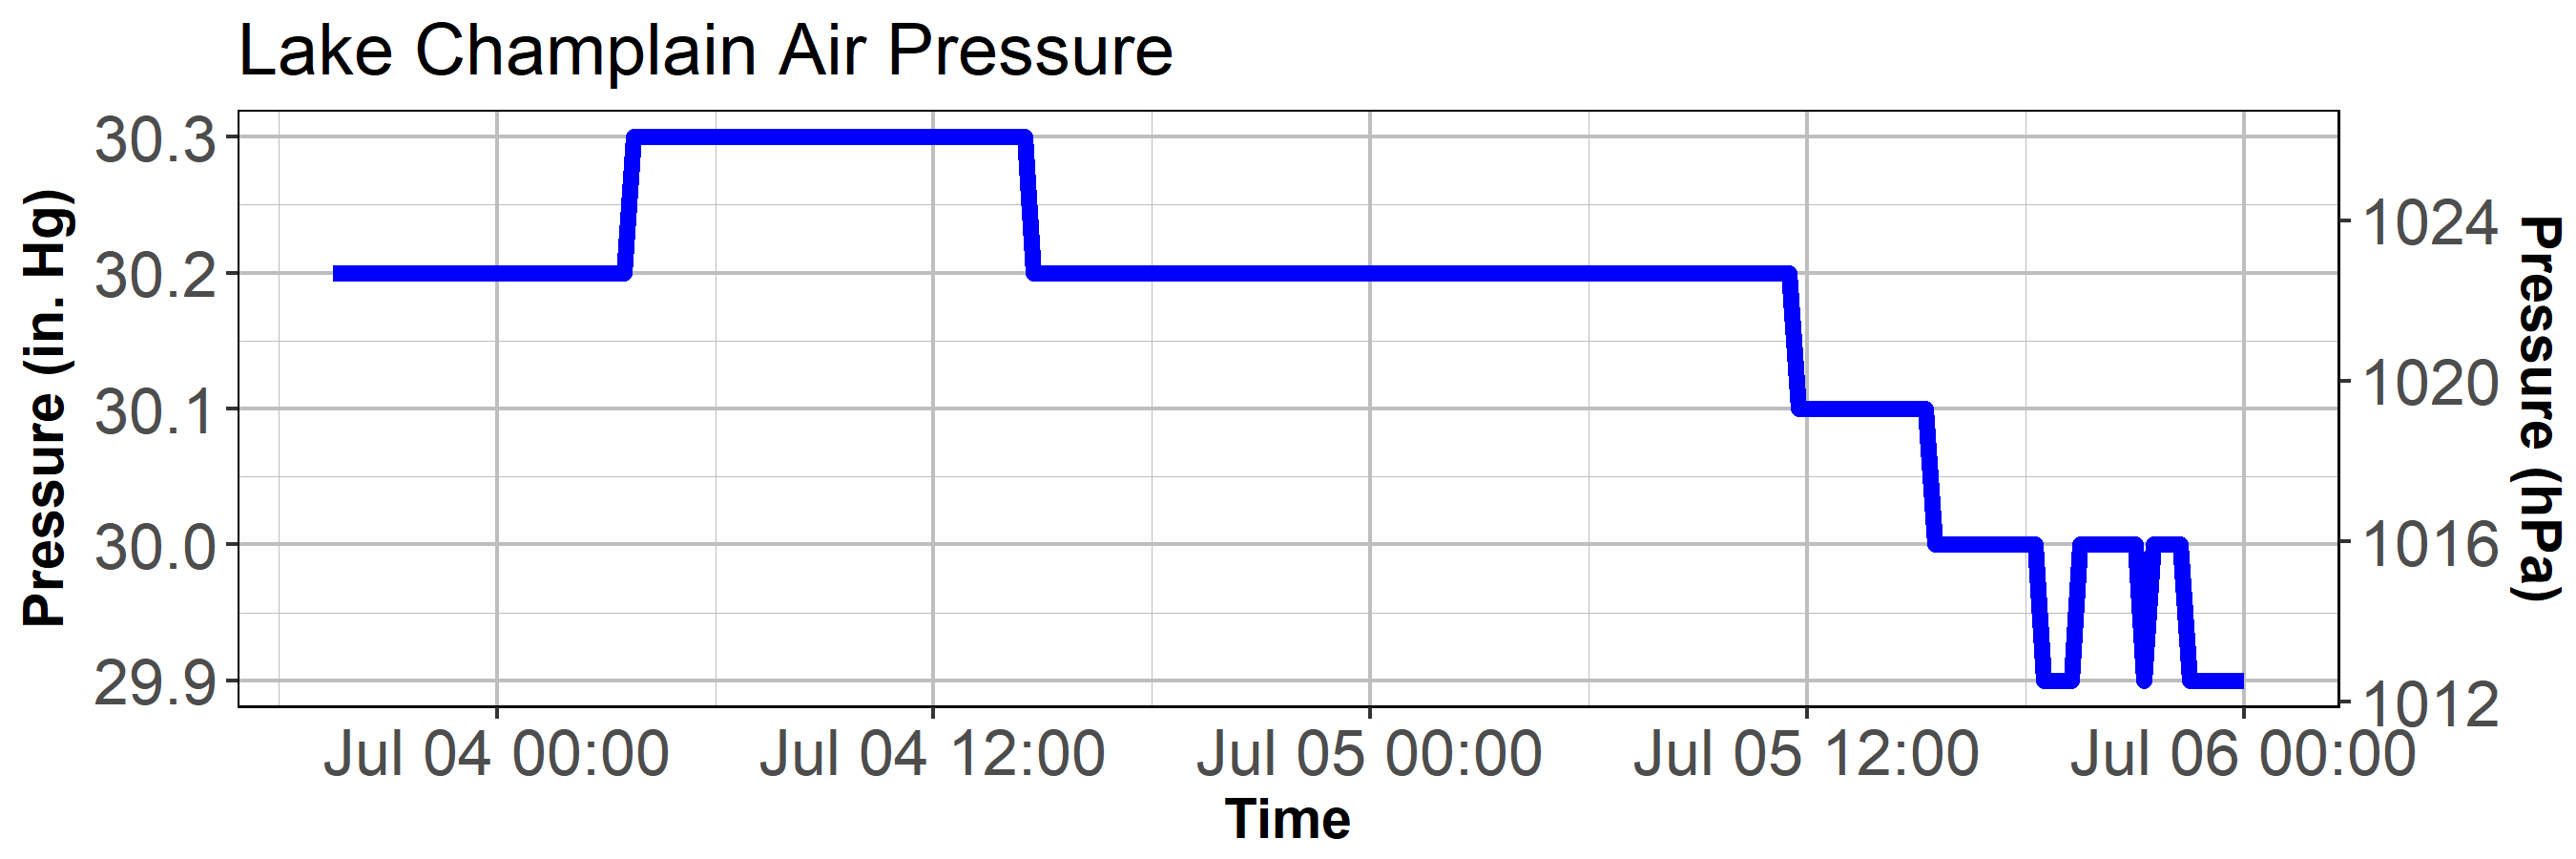 Lake Champlain Air Pressure
Pressure (in. Hg)
30.3
30.2
30.1
30.0
29.9
1024
1020
1016
1012
Pressure (hPa)
Jul 04 00:00
Jul 04 12:00
Jul 05 00:00
Jul 05 12:00
Jul 06 00:00
Time